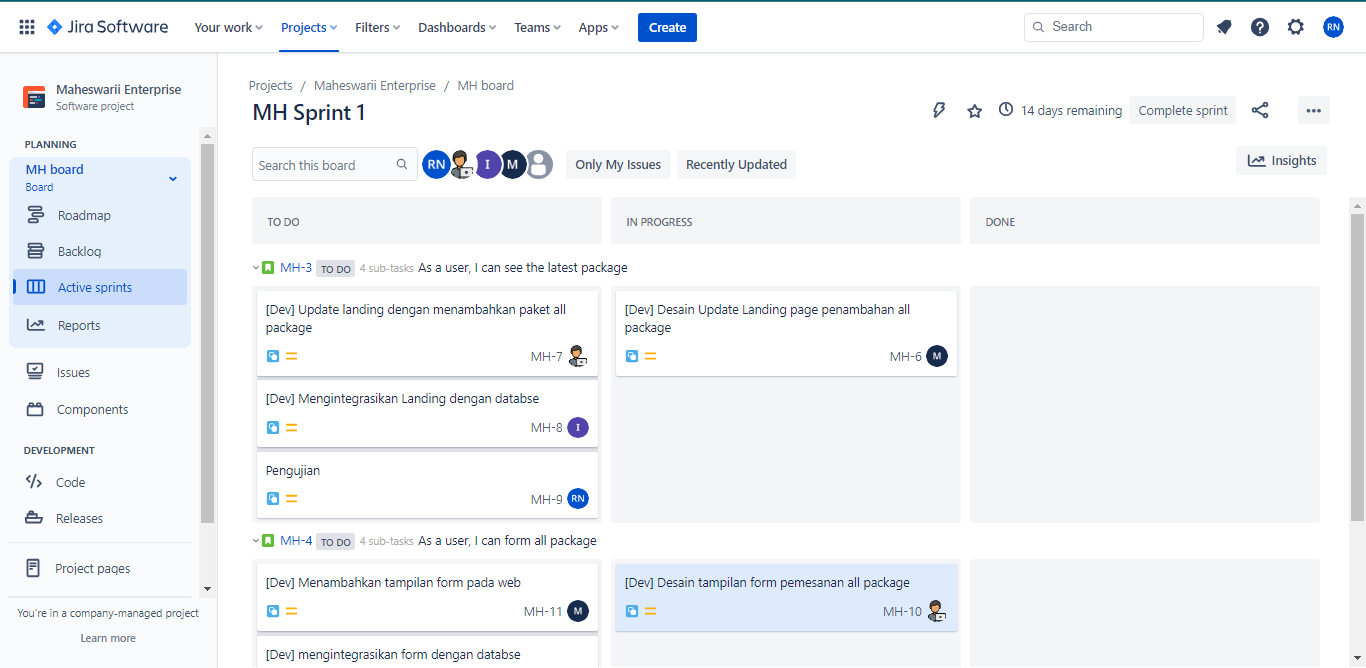 Jira Software Your work Projects Filters Dashboards Teams Apps Create Search RN
Maheswarii Enterprise
Software project
PLANNING
MH board
Board
Roadmap
Backlog
Active sprints
Reports
Issues
Components
DEVELOPMENT
Code
Releases
Project pages
You're in a company-managed project
Learn more
Projects / Maheswarii Enterprise / MH board
MH Sprint 1
14 days remaining Complete sprint
Search this board RN I M Only My Issues Recently Updated Insights
TO DO IN PROGRESS DONE
MH-3 TO DO 4 sub-tasks As a user, I can see the latest package
[Dev] Update landing dengan menambahkan paket all
package
MH-7
[Dev] Mengintegrasikan Landing dengan databse
MH-8 I
Pengujian
MH-9 RN
[Dev] Desain Update Landing page penambahan all
package
MH-6 M
MH-4 TO DO 4 sub-tasks As a user, I can form all package
[Dev] Menambahkan tampilan form pada web
MH-11 M
[Dev] mengintegrasikan form dengan databse
[Dev] Desain tampilan form pemesanan all package
MH-10